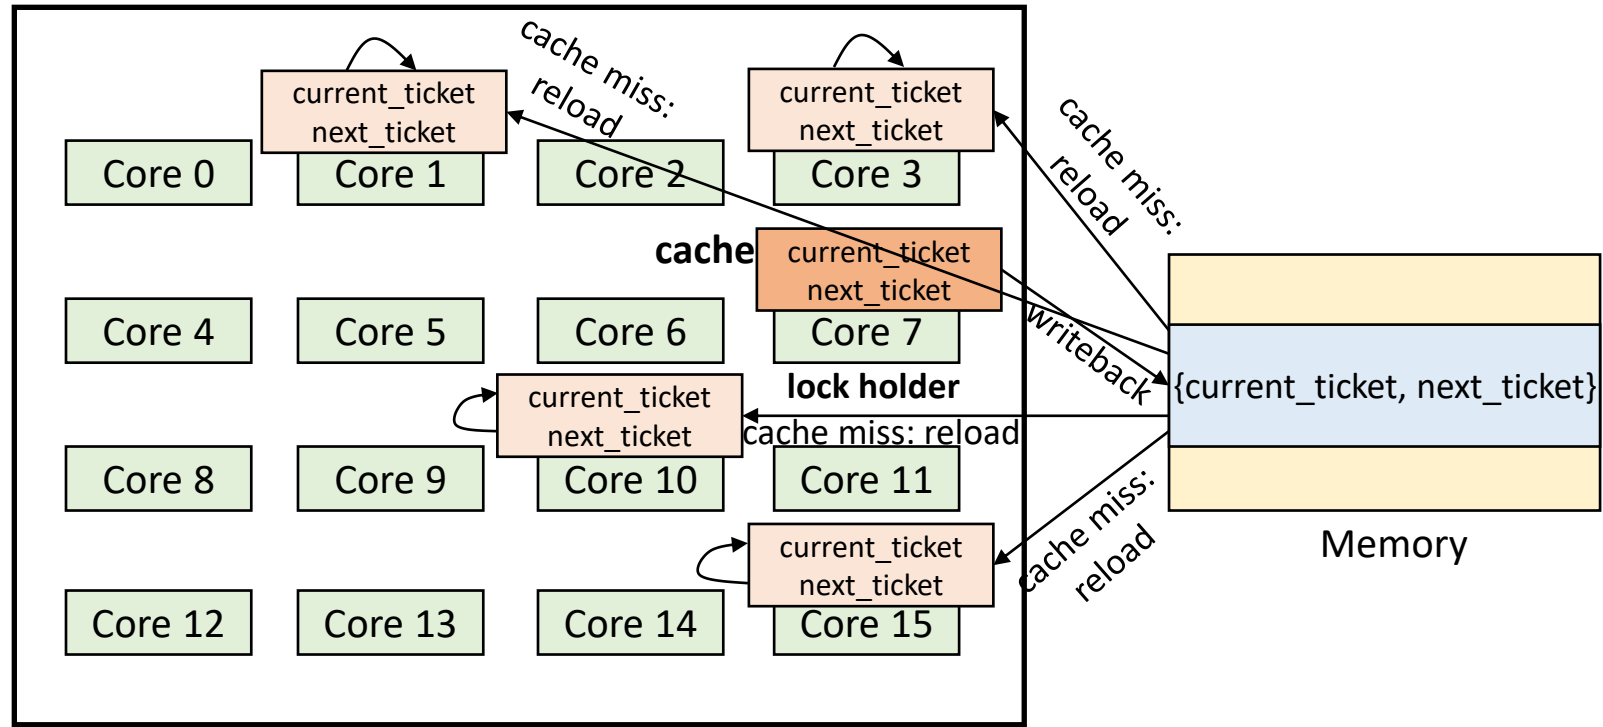 cache miss:
reload
current_ticket
next_ticket
current_ticket
next_ticket
cache miss:
reload
Core 0
Core 1
Core 2
Core 3
cache
current_ticket
next_ticket
Core 4
Core 5
Core 6
Core 7
writeback
lock holder
{current_ticket, next_ticket}
current_ticket
next_ticket
cache miss: reload
Core 8
Core 9
Core 10
Core 11
cache miss:
reload
Memory
current_ticket
next_ticket
Core 12
Core 13
Core 14
Core 15